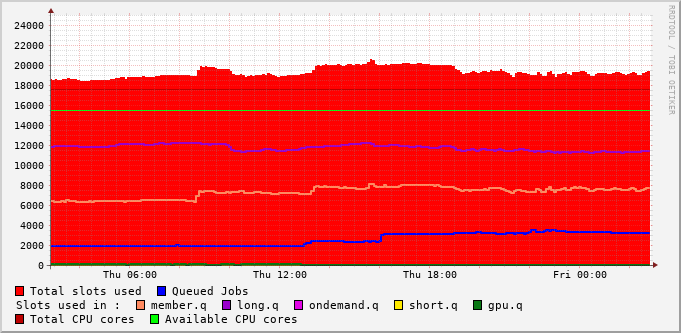 RRDTOOL / TOBI OETIKER
24000
22000
20000
18000
16000
14000
12000
10000
8000
6000
4000
2000
0
Thu 06:00 Thu 12:00 Thu 18:00 Fri 00:00
Total slots used Queued Jobs
Slots used in : member.q long.q ondemand.q short.q gpu.q
Total CPU cores Available CPU cores